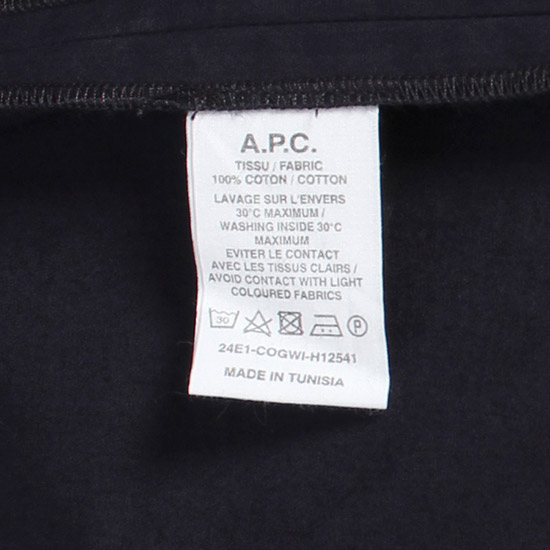 A.P.C.
TISSU / FABRIC
100% COTON / COTTON
LAVAGE SUR L'ENVERS
30°C MAXIMUM /
WASHING INSIDE 30°C
MAXIMUM
EVITER LE CONTACT
AVEC LES TISSUS CLAIRS /
AVOID CONTACT WITH LIGHT
COLOURED FABRICS
30 P
24E1-COGWI-H12541
MADE IN TUNISIA